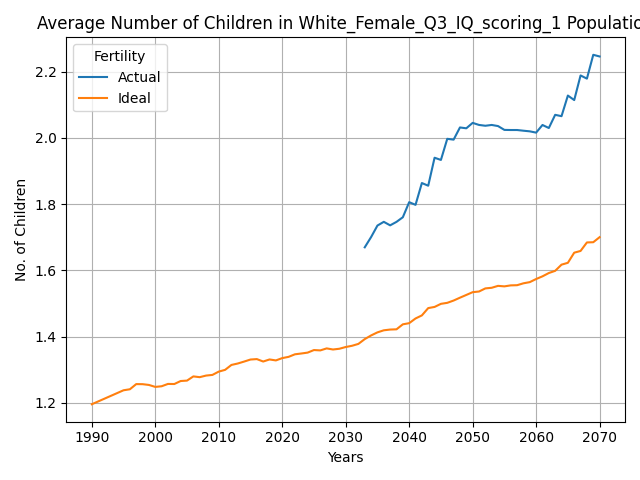 Average Number of Children in White_Female_Q3_IQ_scoring_1 Populatio
Fertility
Actual
Ideal
No. of Children
2.2
2.0
1.8
1.6
1.4
1.2
1990 2000 2010 2020 2030 2040 2050 2060 2070
Years